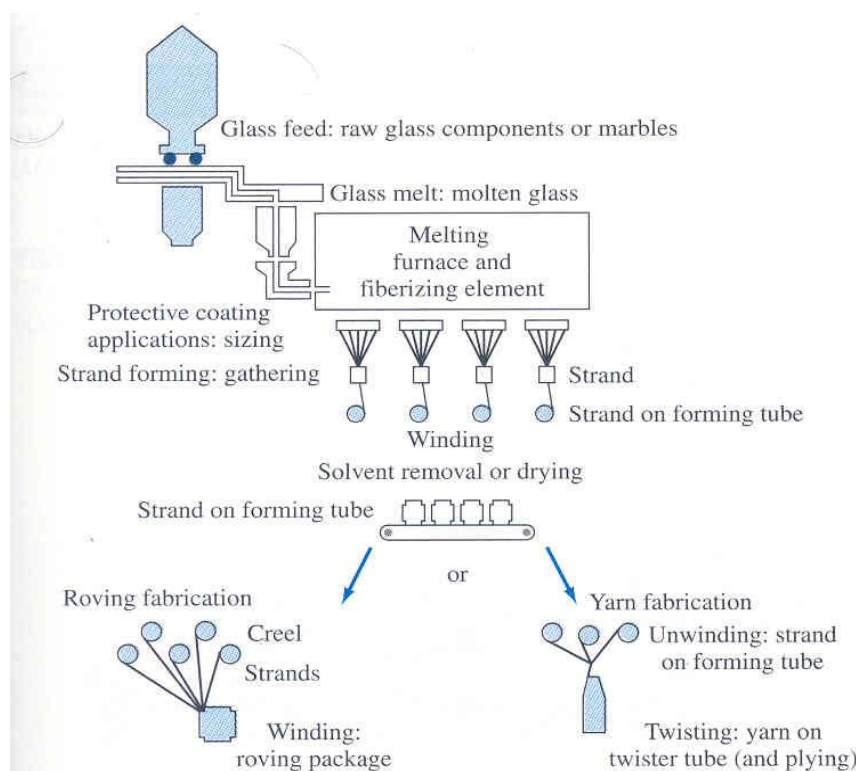 Glass feed: raw glass components or marbles
Glass melt: molten glass
Melting
furnace and
fiberizing element
Protective coating
applications: sizing
Strand forming: gathering
Strand
Strand on forming tube
Winding
Solvent removal or drying
Strand on forming tube
or
Roving fabrication
Creel
Strands
Winding:
roving package
Yarn fabrication
Unwinding: strand
on forming tube
Twisting: yarn on
twister tube (and plying)